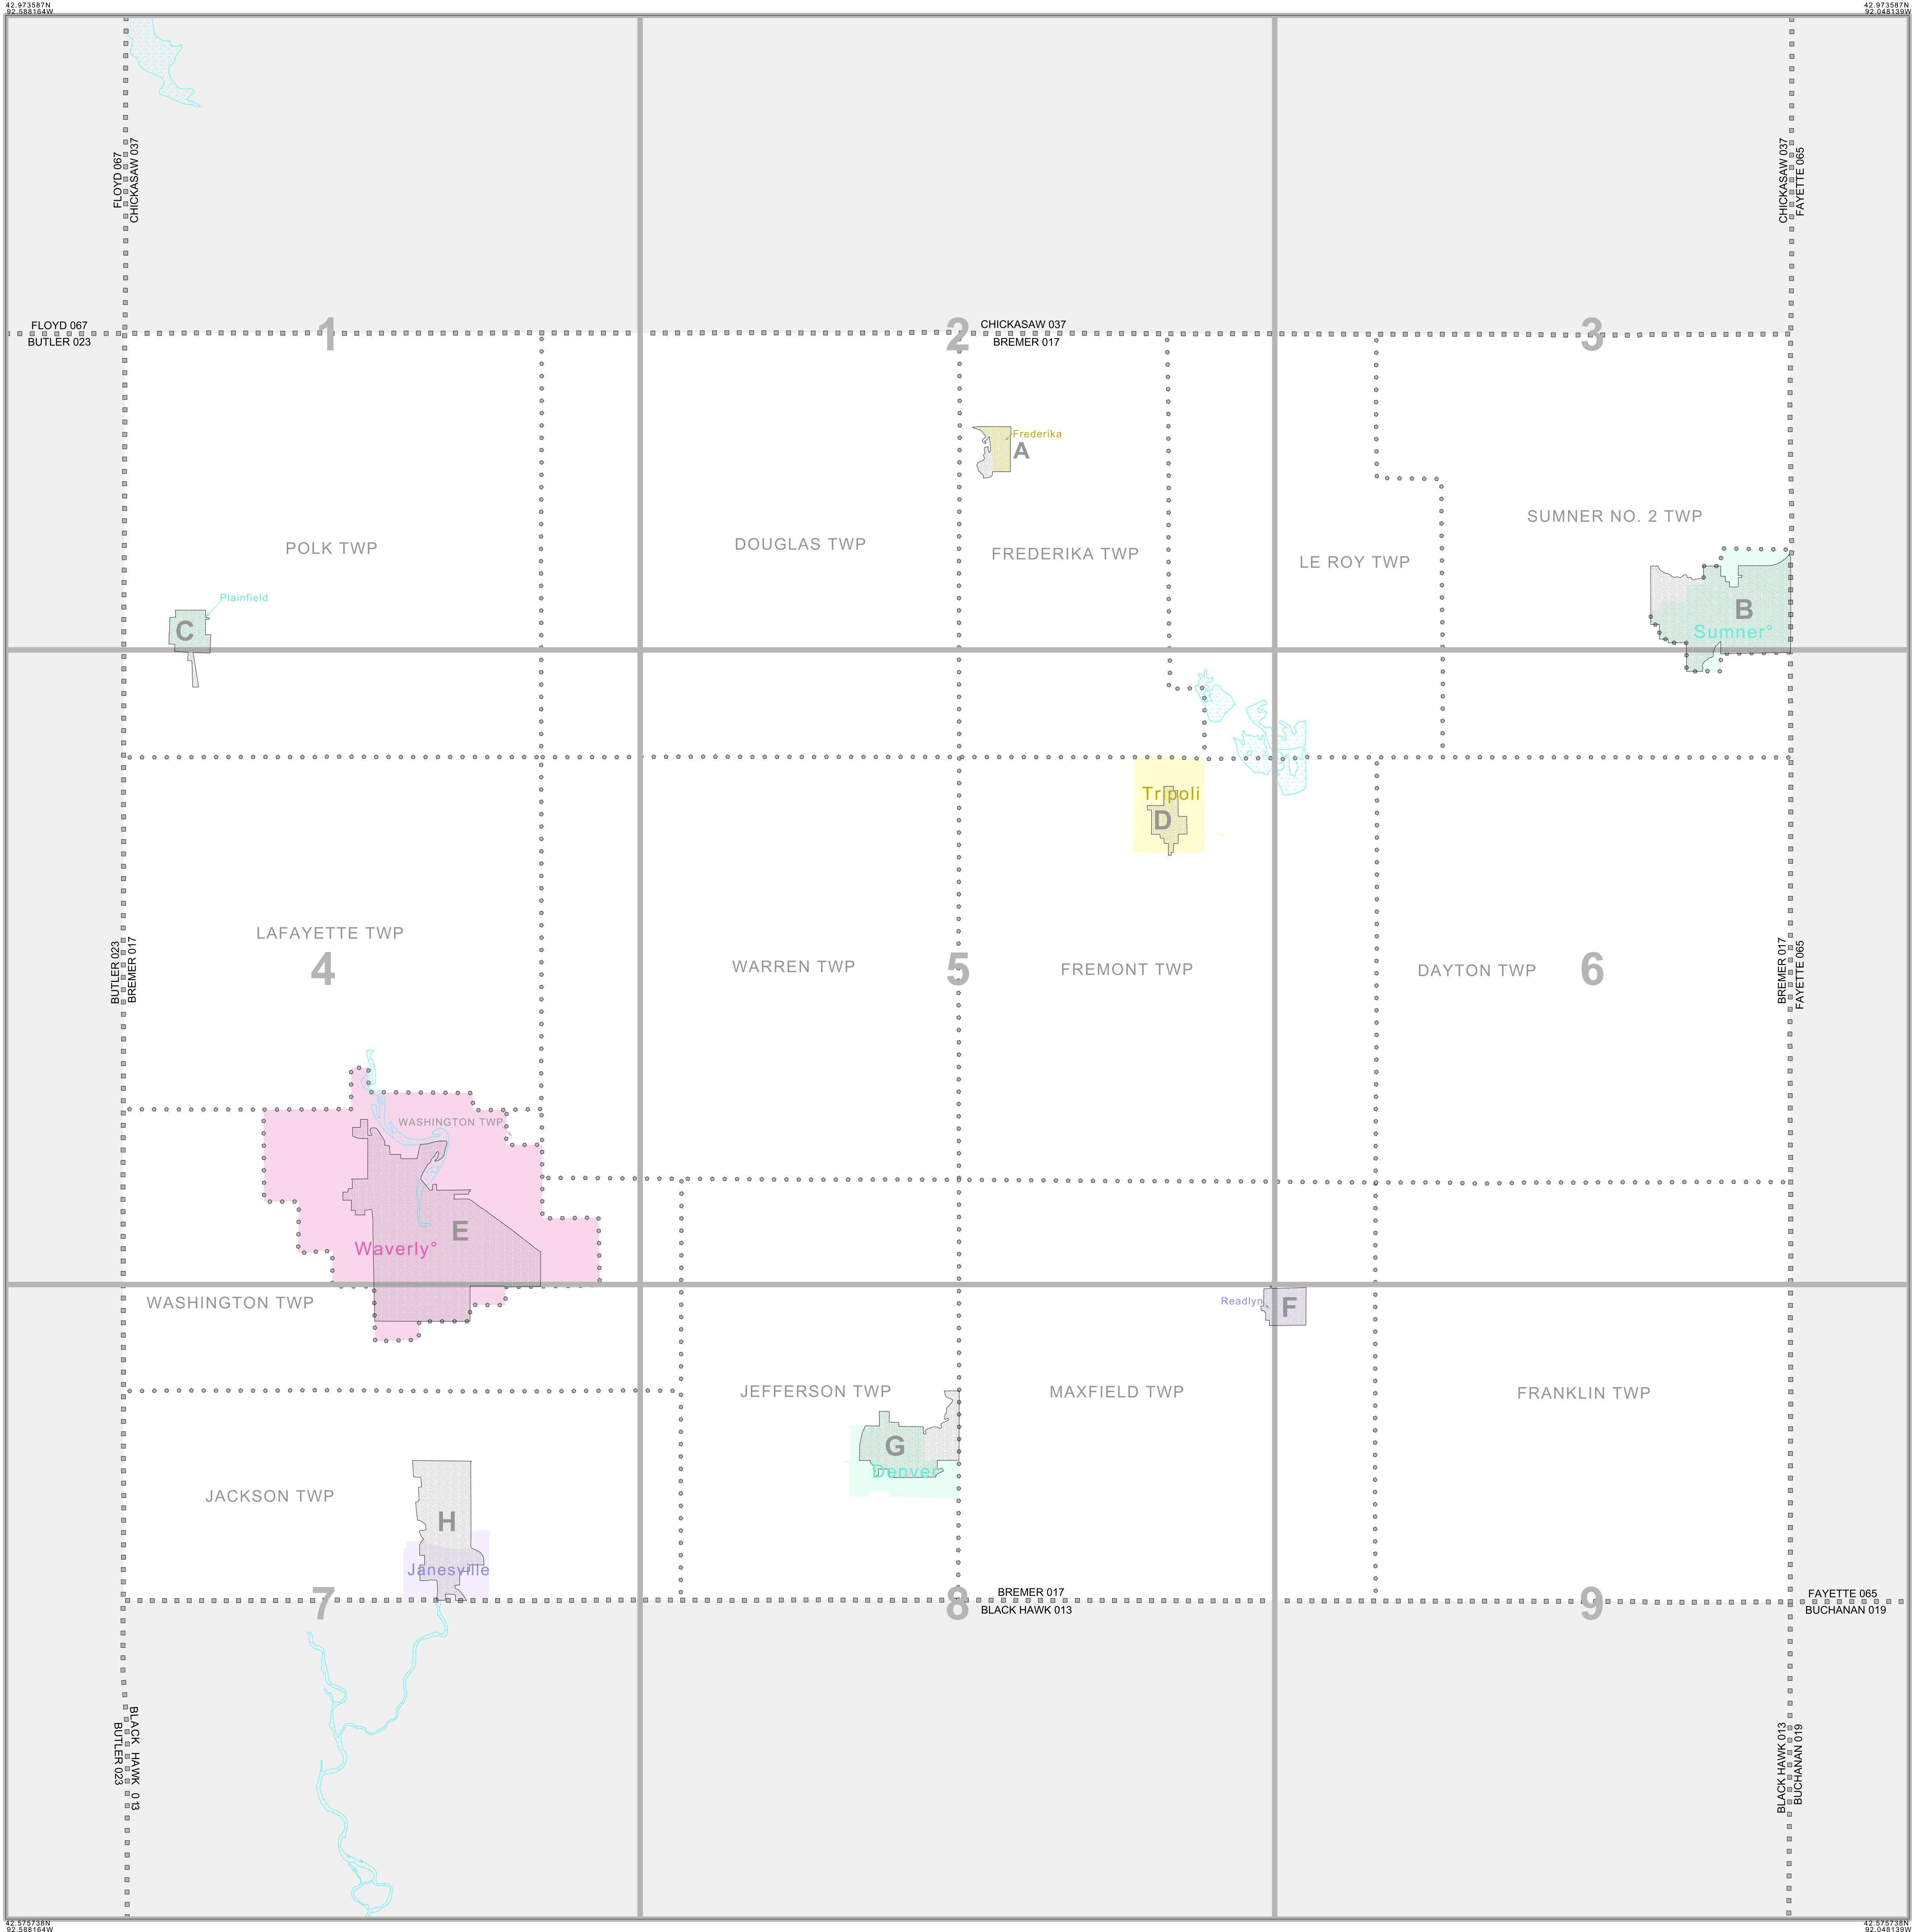 42.973587N
92.588164W
42.973587N
92.048139W
FLOYD 067
CHICKASAW 037
CHICKASAW 037
FAYETTE 065
FLOYD 067
BUTLER 023
1
2
CHICKASAW 037
BREMER 017
3
Frederika
A
SUMNER NO. 2 TWP
POLK TWP
DOUGLAS TWP
FREDERIKA TWP
LE ROY TWP
Plainfield
C
B
Sumner°
Tripoli
D
LAFAYETTE TWP
BUTLER 023
BREMER 017
4
WARREN TWP
5
FREMONT TWP
DAYTON TWP
6
BREMER 017
FAYETTE 065
WASHINGTON TWP
E
Waverly°
WASHINGTON TWP
Readlyn
F
JEFFERSON TWP
MAXFIELD TWP
FRANKLIN TWP
G
Denver
JACKSON TWP
H
Janesville
7
8
BREMER 017
BLACK HAWK 013
9
FAYETTE 065
BUCHANAN 019
BLACK HAWK 013
BUTLER 023
BLACK HAWK 013
BUCHANAN 019
42.575738N
92.588164W
42.575738N
92.048139W